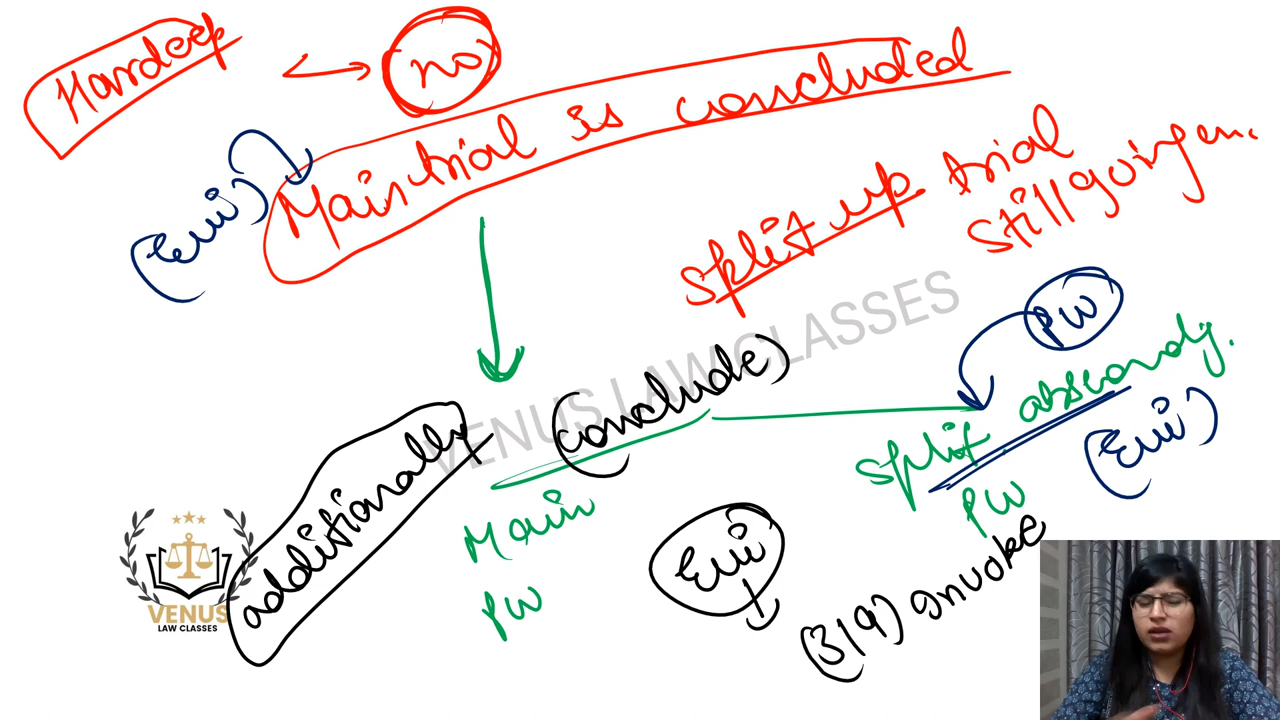 Hardeep
no
Main trial is concluded
(Evi)
split up trial
still going on.
PW
(conclude)
VENUS LAW CLASSES
split absconding.
(Evi)
additionally
Main
PW
PW
Evi
(319) invoke
VENUS
LAW CLASSES